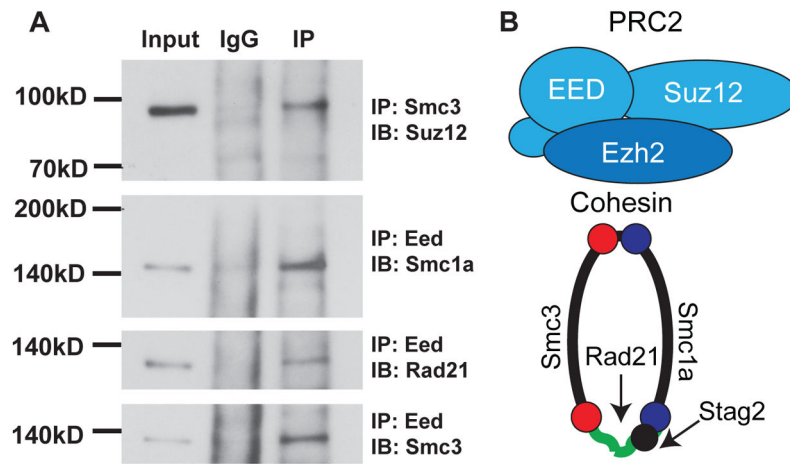 A
Input IgG IP
100kD
70kD
IP: Smc3
IB: Suz12
200kD
140kD
IP: Eed
IB: Smc1a
140kD
IP: Eed
IB: Rad21
140kD
IP: Eed
IB: Smc3
B
PRC2
EED
Suz12
Ezh2
Cohesin
Smc3
Smc1a
Rad21
Stag2